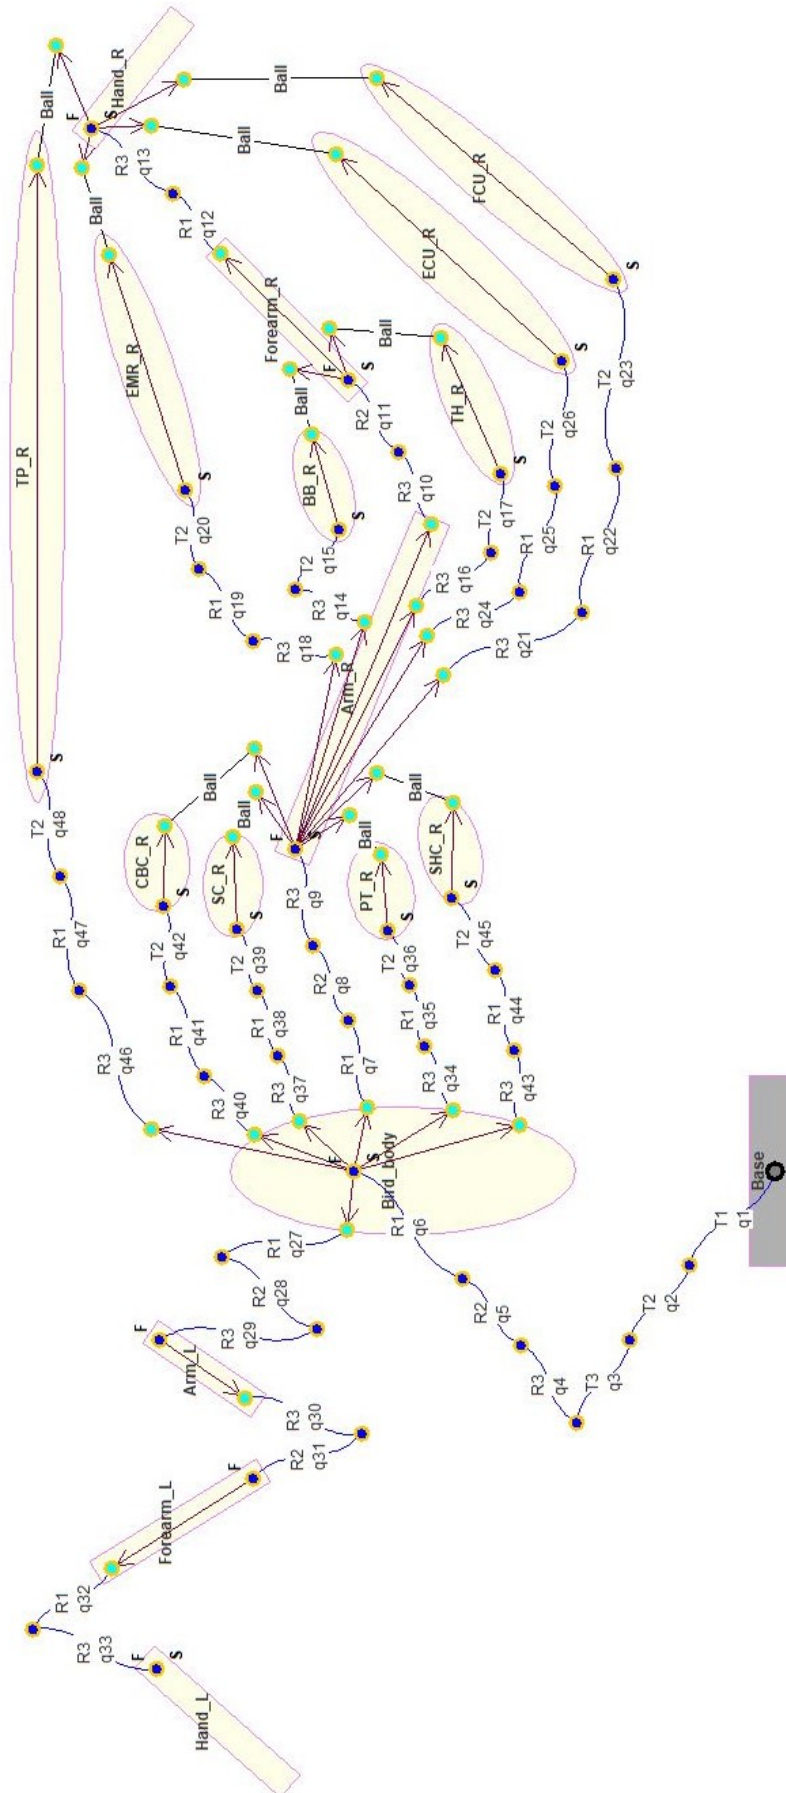 Hand_L
F
S
R3
q33
R1
q32
Forearm_L
F
R2
q31
R3
q30
Arm_L
F
R3
q29
R2
q28
R1
q27
Bird_body
F
S
R1
q6
R2
q5
R3
q4
T3
q3
T2
q2
T1
q1
Base
R3
q46
R1
q47
T2
q48
S
TP_R
Ball
R3
q40
R1
q41
T2
q42
S
CBC_R
Ball
R3
q37
R1
q38
T2
q39
S
SC_R
Ball
R1
q7
R2
q8
R3
q9
F
S
Arm_R
R3
q34
R1
q35
T2
q36
S
PT_R
Ball
R3
q43
R1
q44
T2
q45
S
SHC_R
Ball
R3
q18
R1
q19
T2
q20
S
EMR_R
Ball
R3
q14
T2
q15
S
BB_R
Ball
R3
q10
R2
q11
F
S
Forearm_R
R1
q12
R3
q13
F
S
Hand_R
R3
q16
T2
q17
S
TH_R
Ball
R3
q24
R1
q25
T2
q26
S
ECU_R
Ball
R3
q21
R1
q22
T2
q23
S
FCU_R
Ball